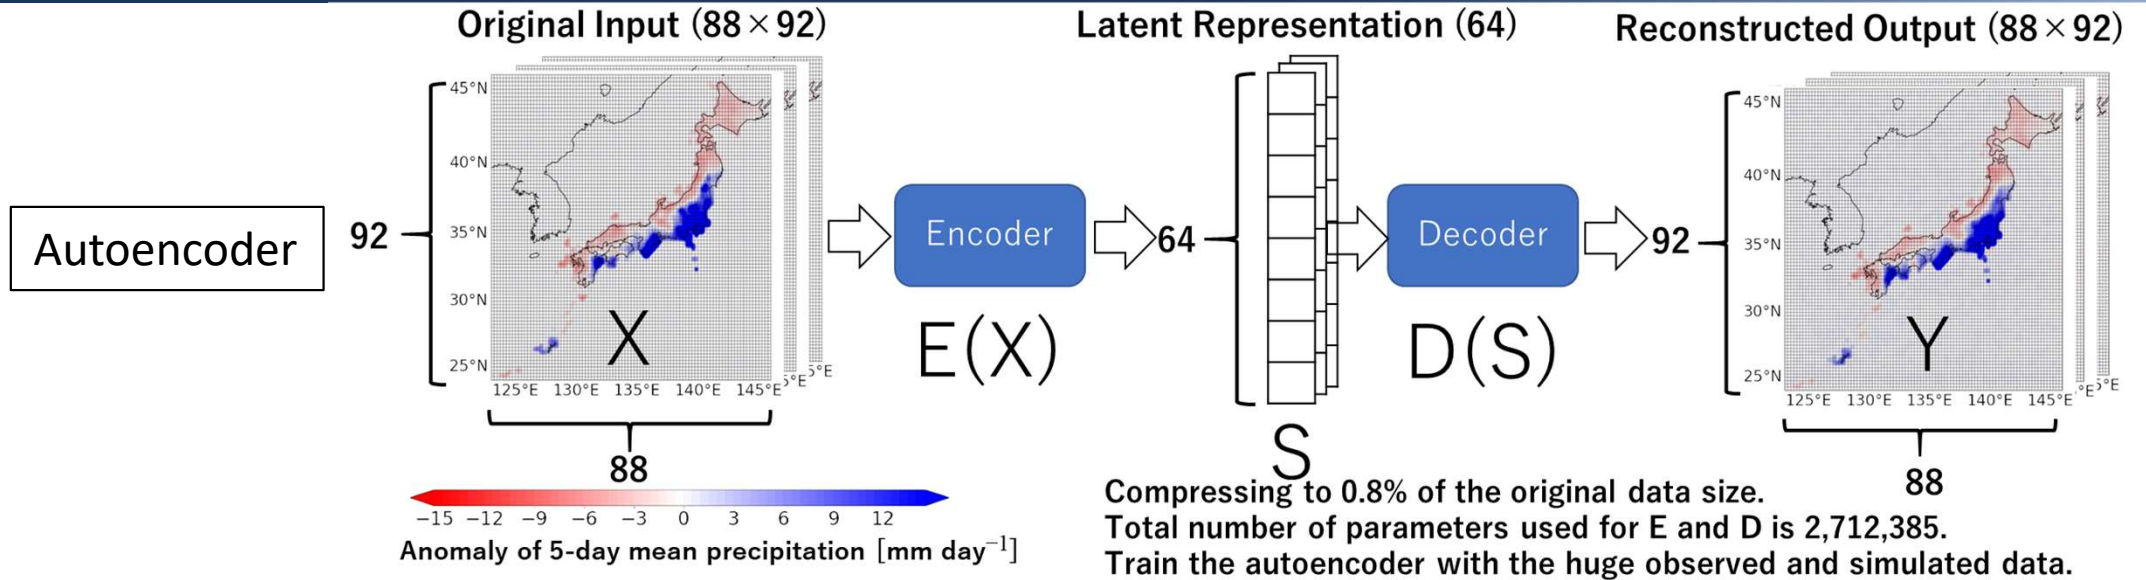 Original Input (88×92)
Latent Representation (64)
Reconstructed Output (88×92)
Autoencoder
92
45°N
40°N
35°N
30°N
25°N
125°E 130°E 135°E 140°E 145°E
5°E
5°E
X
88
Encoder
E(X)
64
S
Decoder
D(S)
92
45°N
40°N
35°N
30°N
25°N
125°E 130°E 135°E 140°E 145°E
°E
5°E
Y
88
−15 −12 −9 −6 −3 0 3 6 9 12
Anomaly of 5-day mean precipitation [mm day⁻¹]
Compressing to 0.8% of the original data size.
Total number of parameters used for E and D is 2,712,385.
Train the autoencoder with the huge observed and simulated data.